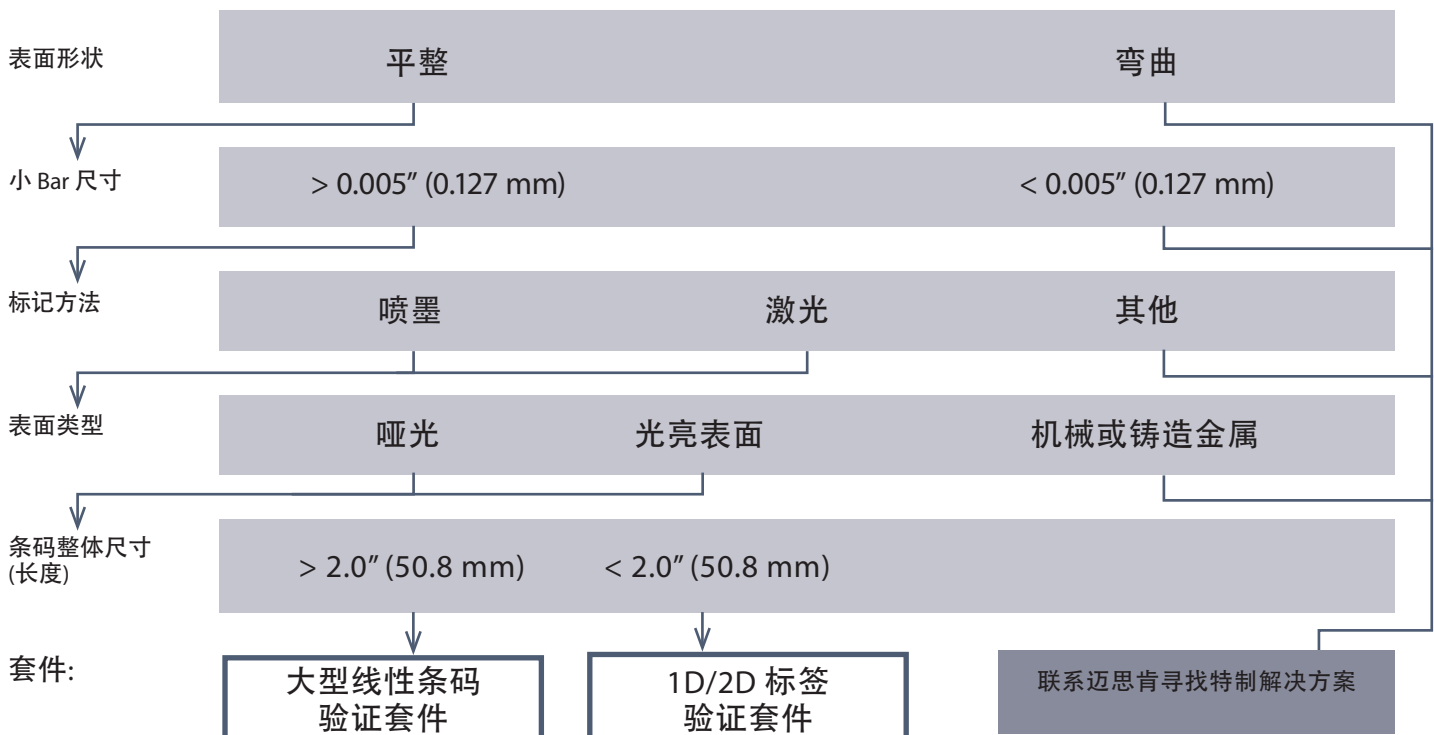 表面形状
平整 弯曲
小 Bar 尺寸
> 0.005” (0.127 mm) < 0.005” (0.127 mm)
标记方法
喷墨 激光 其他
表面类型
哑光 光亮表面 机械或铸造金属
条码整体尺寸
(长度)
> 2.0” (50.8 mm) < 2.0” (50.8 mm)
套件:
大型线性条码
验证套件
1D/2D 标签
验证套件
联系迈思肯寻找特制解决方案